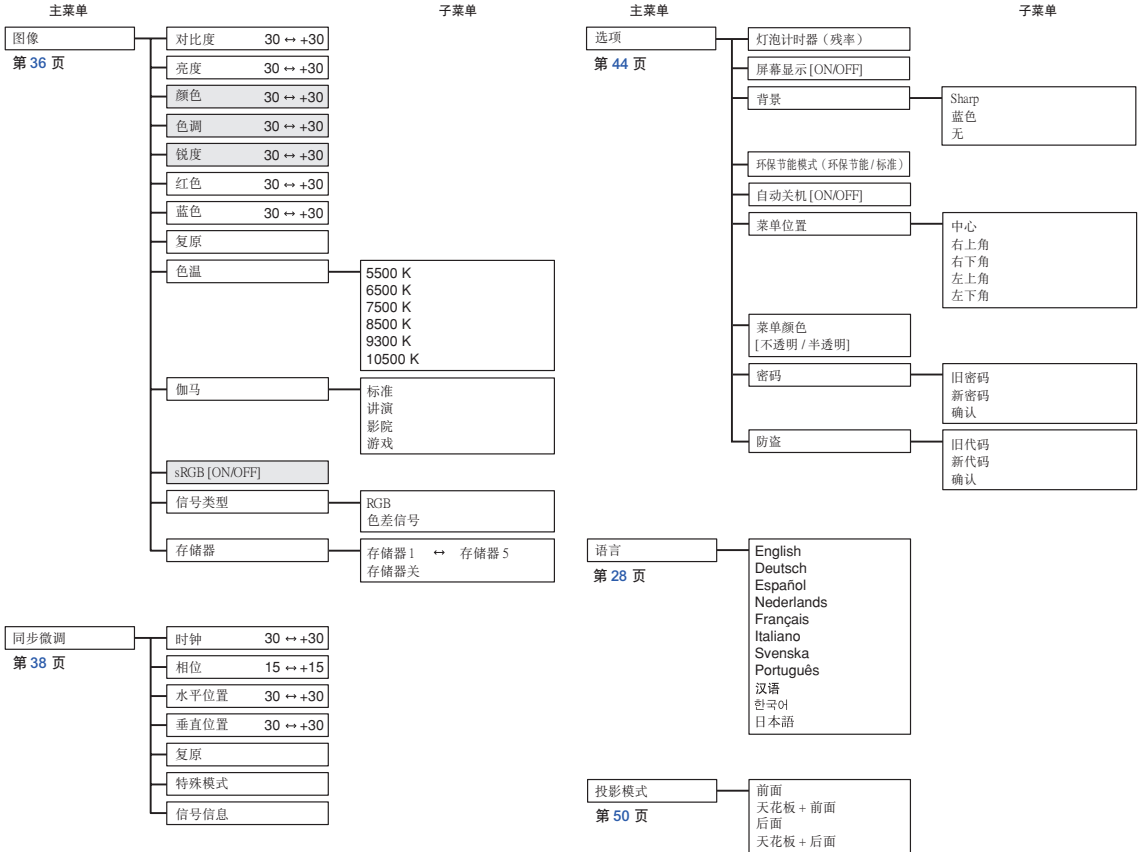 主菜单
子菜单
图像
第 36 页
对比度 30 ↔ +30
亮度 30 ↔ +30
颜色 30 ↔ +30
色调 30 ↔ +30
锐度 30 ↔ +30
红色 30 ↔ +30
蓝色 30 ↔ +30
复原
色温
5500 K
6500 K
7500 K
8500 K
9300 K
10500 K
伽马
标准
讲演
影院
游戏
sRGB [ON/OFF]
信号类型
RGB
色差信号
存储器
存储器 1 ↔ 存储器 5
存储器关
同步微调
第 38 页
时钟 30 ↔ +30
相位 15 ↔ +15
水平位置 30 ↔ +30
垂直位置 30 ↔ +30
复原
特殊模式
信号信息
主菜单
子菜单
选项
第 44 页
灯泡计时器（残率）
屏幕显示 [ON/OFF]
背景
Sharp
蓝色
无
环保节能模式（环保节能 / 标准）
自动关机 [ON/OFF]
菜单位置
中心
右上角
右下角
左上角
左下角
菜单颜色
[不透明 / 半透明]
密码
旧密码
新密码
确认
防盗
旧代码
新代码
确认
语言
第 28 页
English
Deutsch
Español
Nederlands
Français
Italiano
Svenska
Português
汉语
한국어
日本語
投影模式
第 50 页
前面
天花板 + 前面
后面
天花板 + 后面